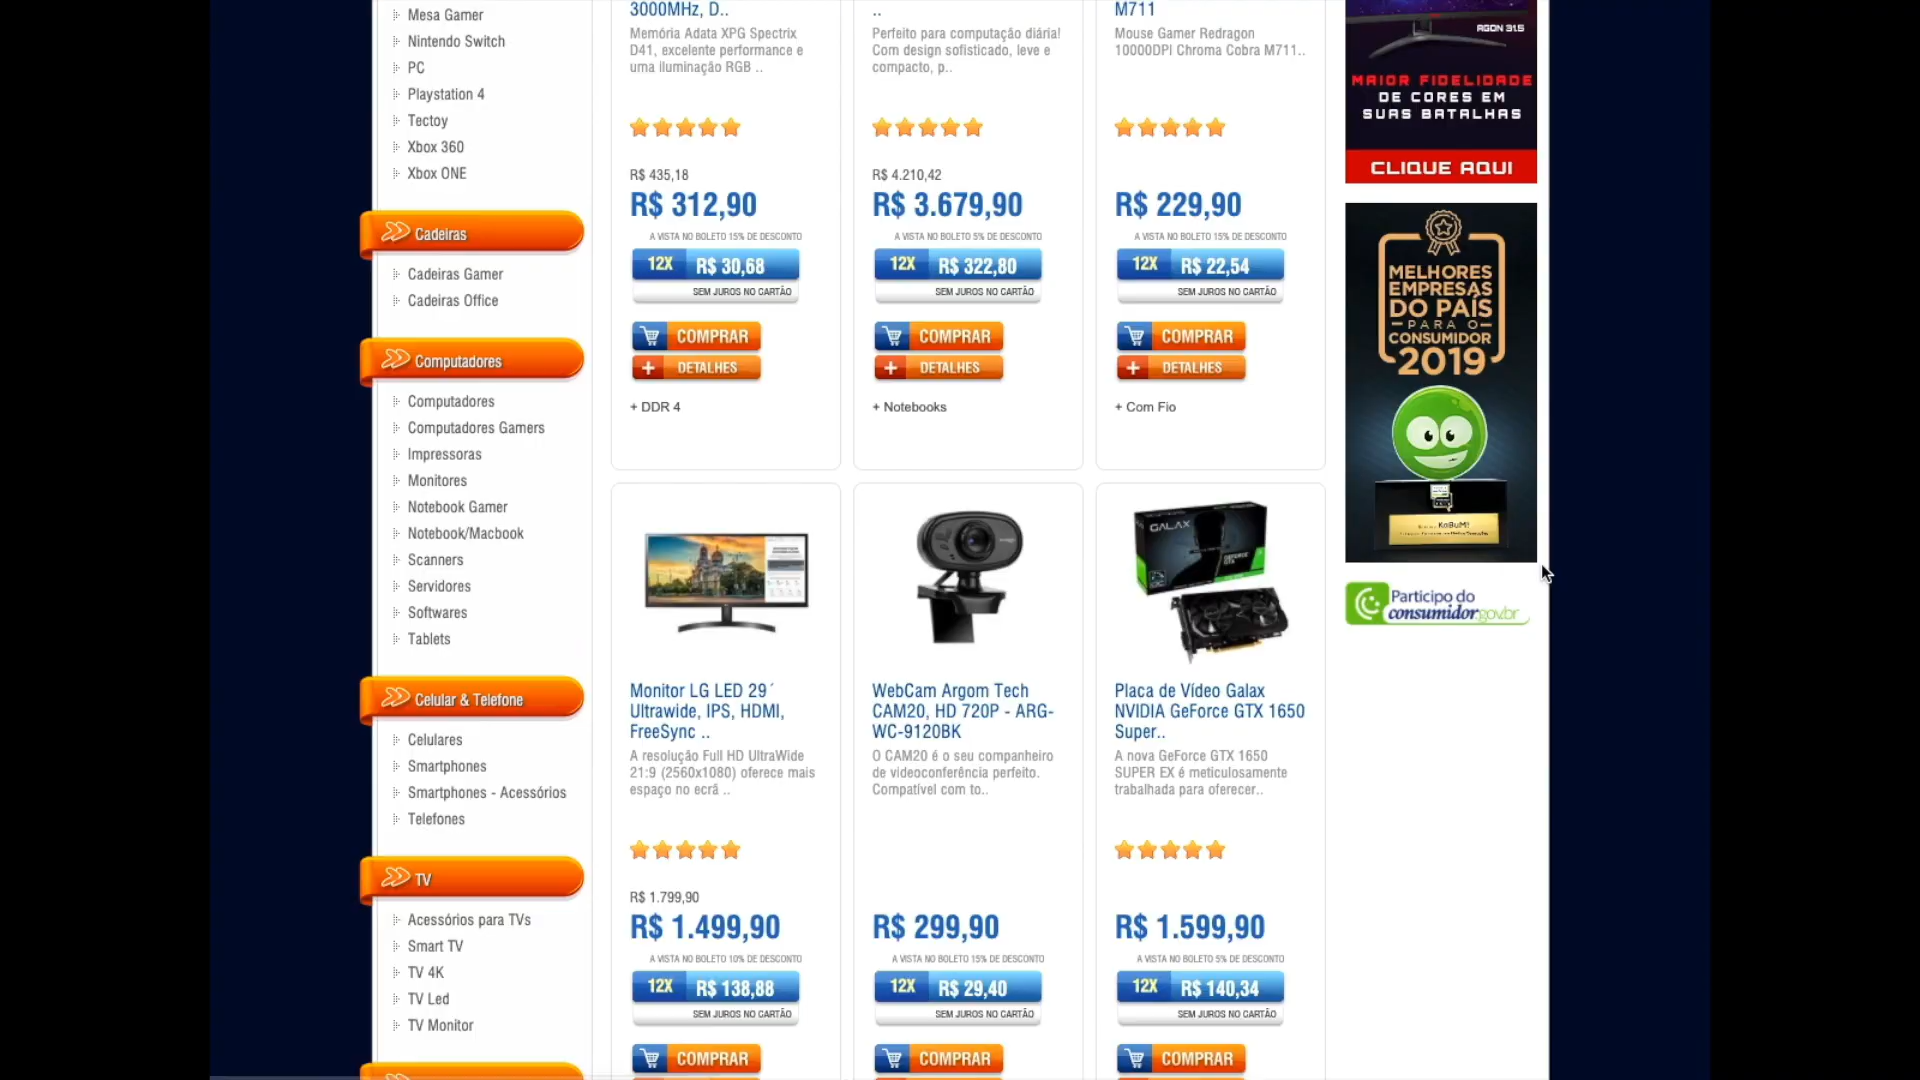 Mesa Gamer
Nintendo Switch
PC
Playstation 4
Tectoy
Xbox 360
Xbox ONE
Cadeiras
Cadeiras Gamer
Cadeiras Office
Computadores
Computadores
Computadores Gamers
Impressoras
Monitores
Notebook Gamer
Notebook/Macbook
Scanners
Servidores
Softwares
Tablets
Celular & Telefone
Celulares
Smartphones
Smartphones - Acessórios
Telefones
TV
Acessórios para TVs
Smart TV
TV 4K
TV Led
TV Monitor
3000MHz, D..
Memória Adata XPG Spectrix
D41, excelente performance e
uma iluminação RGB ..
R$ 435,18
R$ 312,90
A VISTA NO BOLETO 15% DE DESCONTO
12X R$ 30,68
SEM JUROS NO CARTÃO
COMPRAR
+ DETALHES
+ DDR 4
..
Perfeito para computação diária!
Com design sofisticado, leve e
compacto, p..
R$ 4.210,42
R$ 3.679,90
A VISTA NO BOLETO 5% DE DESCONTO
12X R$ 322,80
SEM JUROS NO CARTÃO
COMPRAR
+ DETALHES
+ Notebooks
M711
Mouse Gamer Redragon
10000DPI Chroma Cobra M711..
R$ 229,90
A VISTA NO BOLETO 15% DE DESCONTO
12X R$ 22,54
SEM JUROS NO CARTÃO
COMPRAR
+ DETALHES
+ Com Fio
Monitor LG LED 29´
Ultrawide, IPS, HDMI,
FreeSync ..
A resolução Full HD UltraWide
21:9 (2560x1080) oferece mais
espaço no ecrã ..
R$ 1.799,90
R$ 1.499,90
A VISTA NO BOLETO 10% DE DESCONTO
12X R$ 138,88
SEM JUROS NO CARTÃO
COMPRAR
WebCam Argom Tech
CAM20, HD 720P - ARG-
WC-9120BK
O CAM20 é o seu companheiro
de videoconferência perfeito.
Compatível com to..
R$ 299,90
A VISTA NO BOLETO 15% DE DESCONTO
12X R$ 29,40
SEM JUROS NO CARTÃO
COMPRAR
GALAX
GEFORCE
GTX
Placa de Vídeo Galax
NVIDIA GeForce GTX 1650
Super..
A nova GeForce GTX 1650
SUPER EX é meticulosamente
trabalhada para oferecer..
R$ 1.599,90
A VISTA NO BOLETO 5% DE DESCONTO
12X R$ 140,34
SEM JUROS NO CARTÃO
COMPRAR
AGON 31.5
MAIOR FIDELIDADE
DE CORES EM
SUAS BATALHAS
CLIQUE AQUI
MELHORES
EMPRESAS
DO PAÍS
PARA O
CONSUMIDOR
2019
KaBuM!
Participo do
consumidor.gov.br